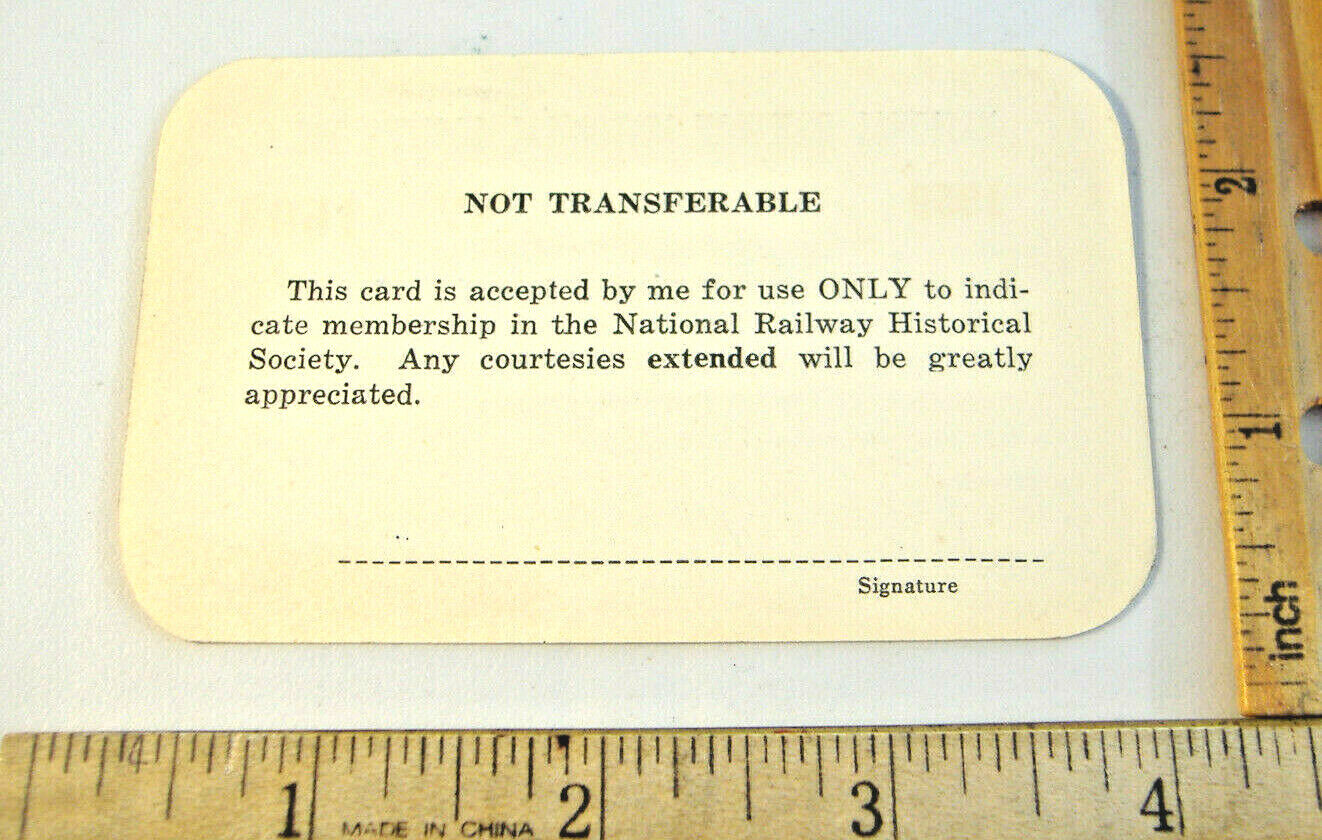 NOT TRANSFERABLE
This card is accepted by me for use ONLY to indi-
cate membership in the National Railway Historical
Society. Any courtesies extended will be greatly
appreciated.
Signature
2
1
inch
4
1
2
3
4
MADE IN CHINA